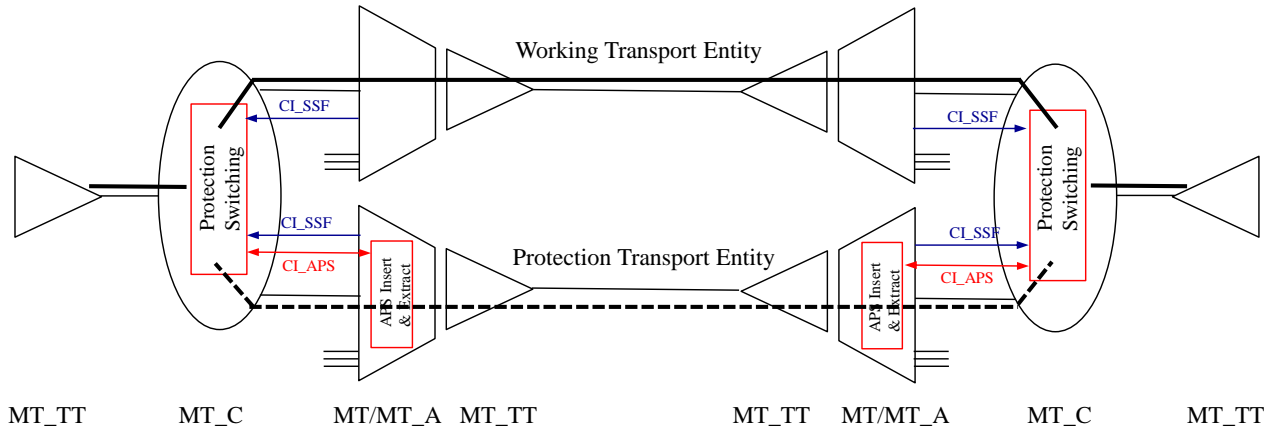 Working Transport Entity
CI_SSF
CI_SSF
Protection
Switching
Protection
Switching
CI_SSF
CI_APS
APS Insert
& Extract
Protection Transport Entity
APS Insert
& Extract
CI_SSF
CI_APS
MT_TT
MT_C
MT/MT_A
MT_TT
MT_TT
MT/MT_A
MT_C
MT_TT